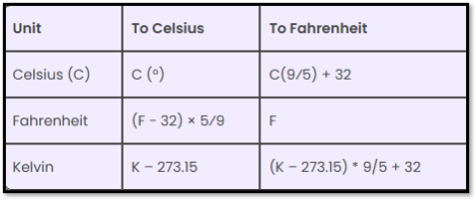 Unit To Celsius To Fahrenheit
Celsius (C) C (°) C(9/5) + 32
Fahrenheit (F - 32) × 5/9 F
Kelvin K – 273.15 (K – 273.15) * 9/5 + 32